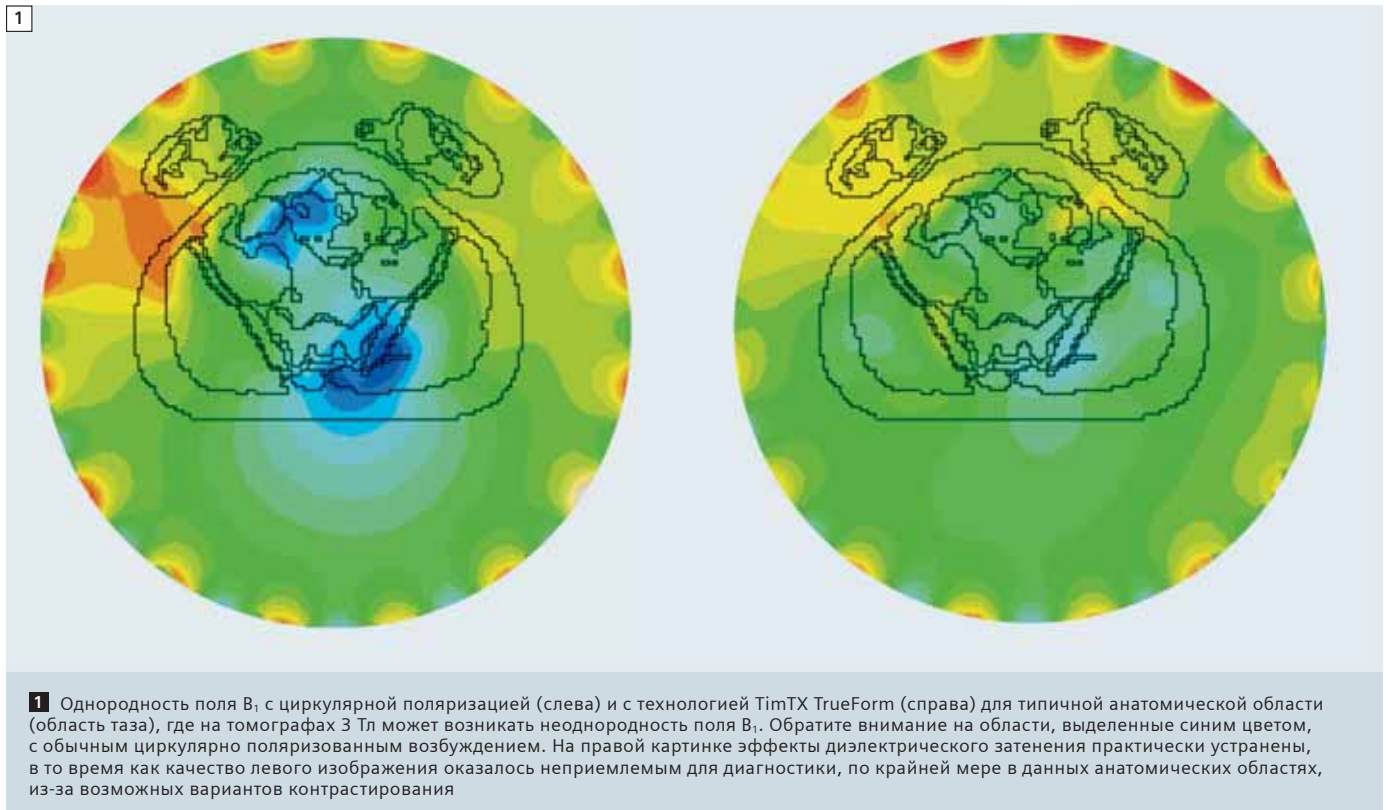 1
1 Однородность поля B₁ с циркулярной поляризацией (слева) и с технологией TimTX TrueForm (справа) для типичной анатомической области
(область таза), где на томографах 3 Тл может возникать неоднородность поля B₁. Обратите внимание на области, выделенные синим цветом,
с обычным циркулярно поляризованным возбуждением. На правой картинке эффекты диэлектрического затенения практически устранены,
в то время как качество левого изображения оказалось неприемлемым для диагностики, по крайней мере в данных анатомических областях,
из-за возможных вариантов контрастирования